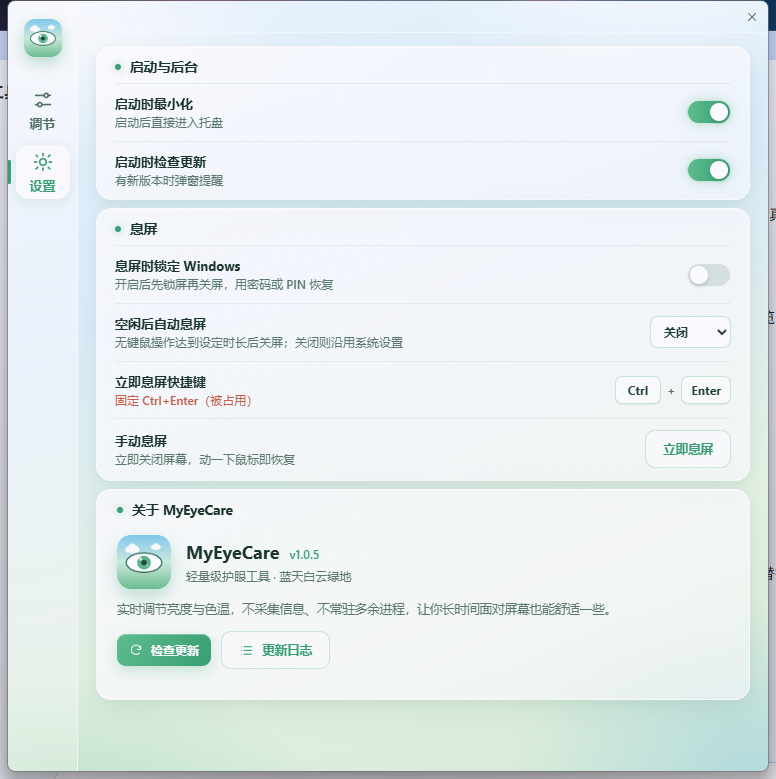 调节
设置
启动与后台
启动时最小化
启动后直接进入托盘
启动时检查更新
有新版本时弹窗提醒
息屏
息屏时锁定 Windows
开启后先锁屏再关屏，用密码或 PIN 恢复
空闲后自动息屏
无键鼠操作达到设定时长后关屏；关闭则沿用系统设置
关闭
立即息屏快捷键
固定 Ctrl+Enter（被占用）
Ctrl + Enter
手动息屏
立即关闭屏幕，动一下鼠标即恢复
立即息屏
关于 MyEyeCare
MyEyeCare v1.0.5
轻量级护眼工具 · 蓝天白云绿地
实时调节亮度与色温，不采集信息、不常驻多余进程，让你长时间面对屏幕也能舒适一些。
检查更新
更新日志